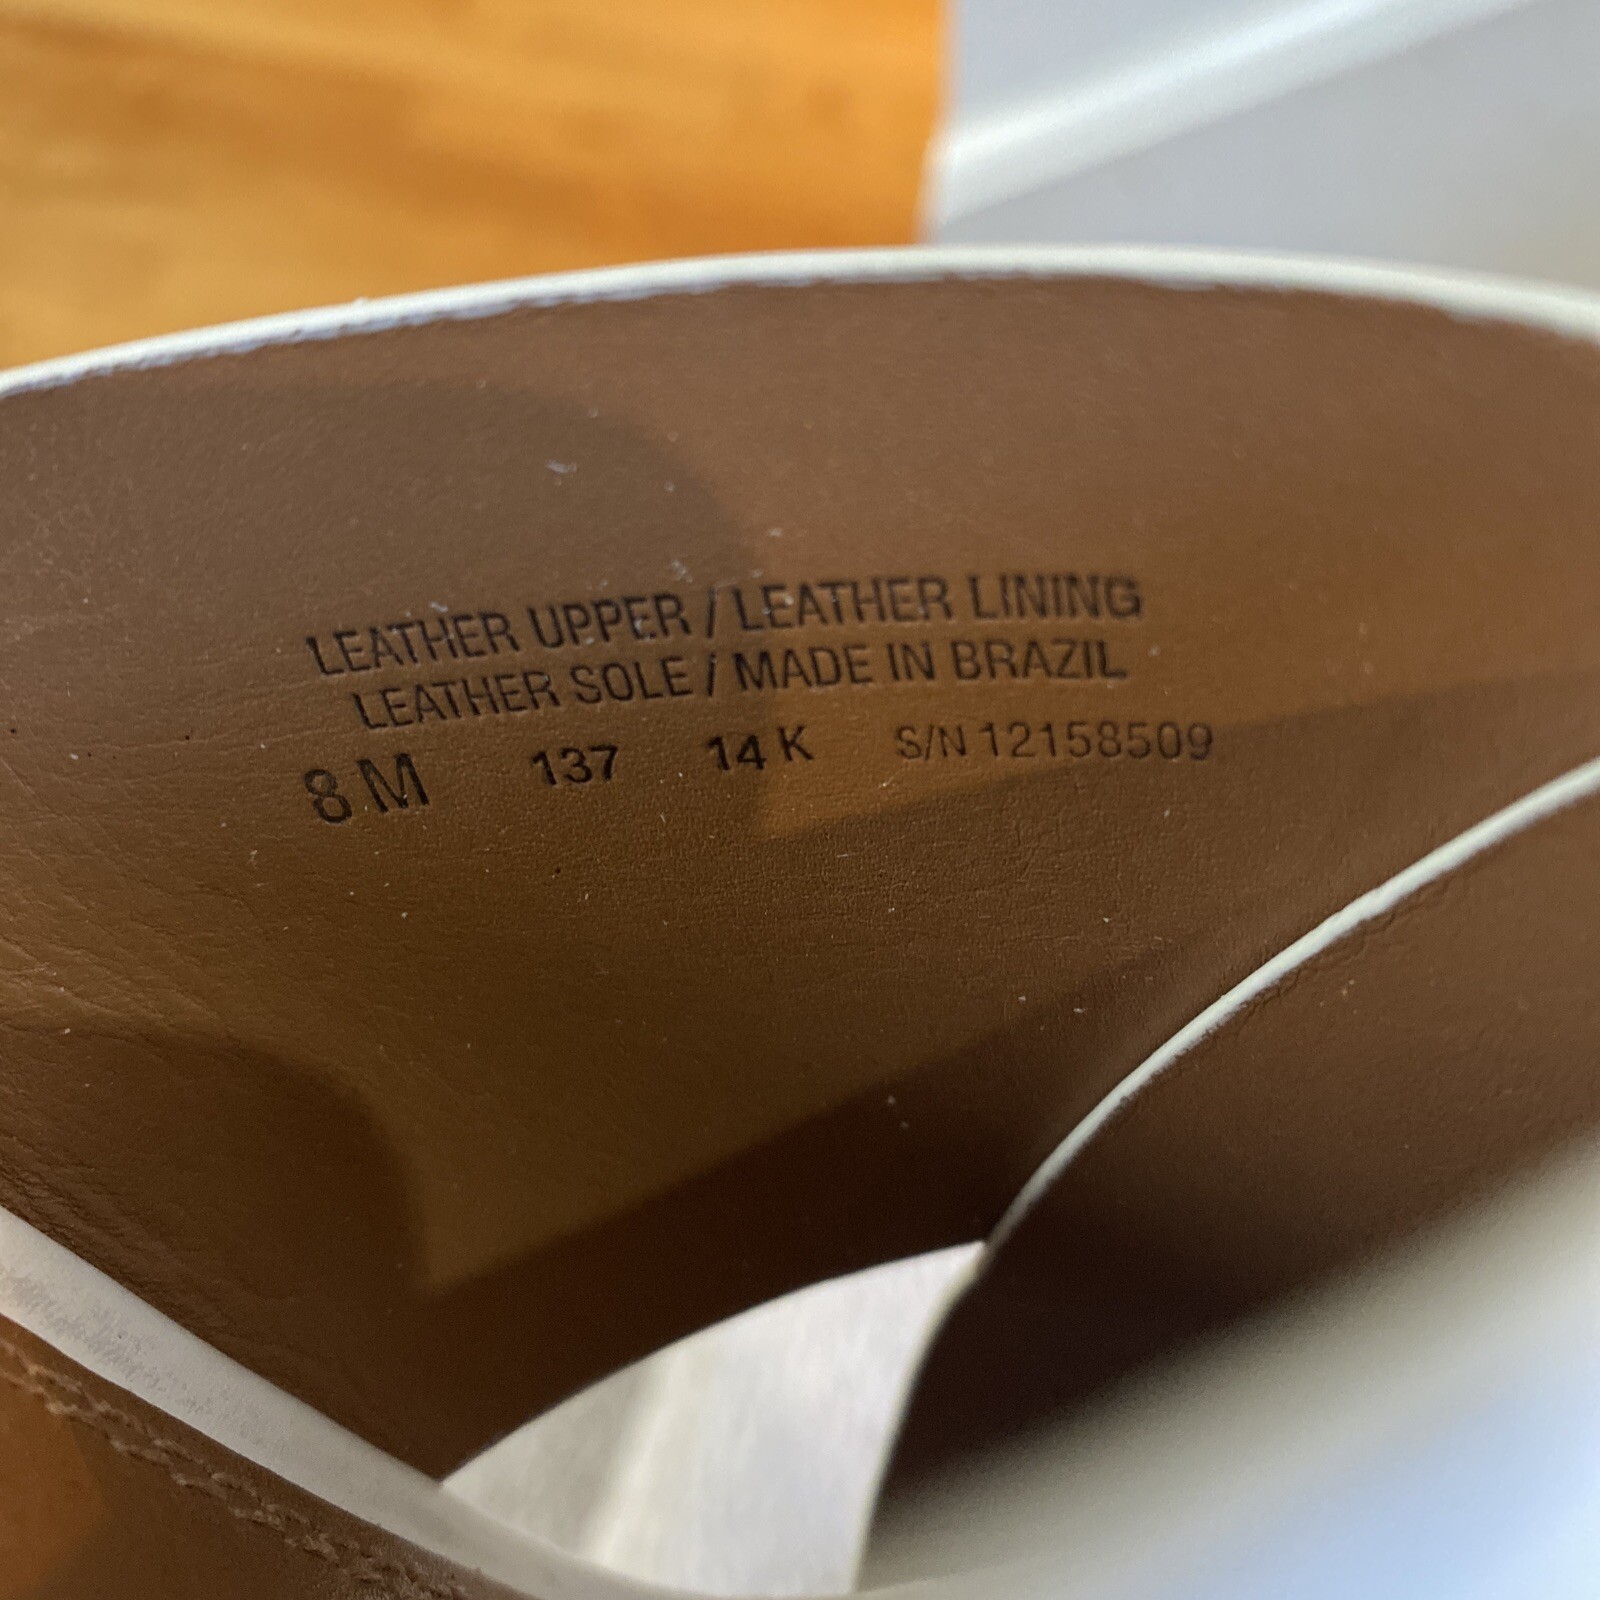 LEATHER UPPER / LEATHER LINING
LEATHER SOLE / MADE IN BRAZIL
8 M 137 14 K S/N 12158509